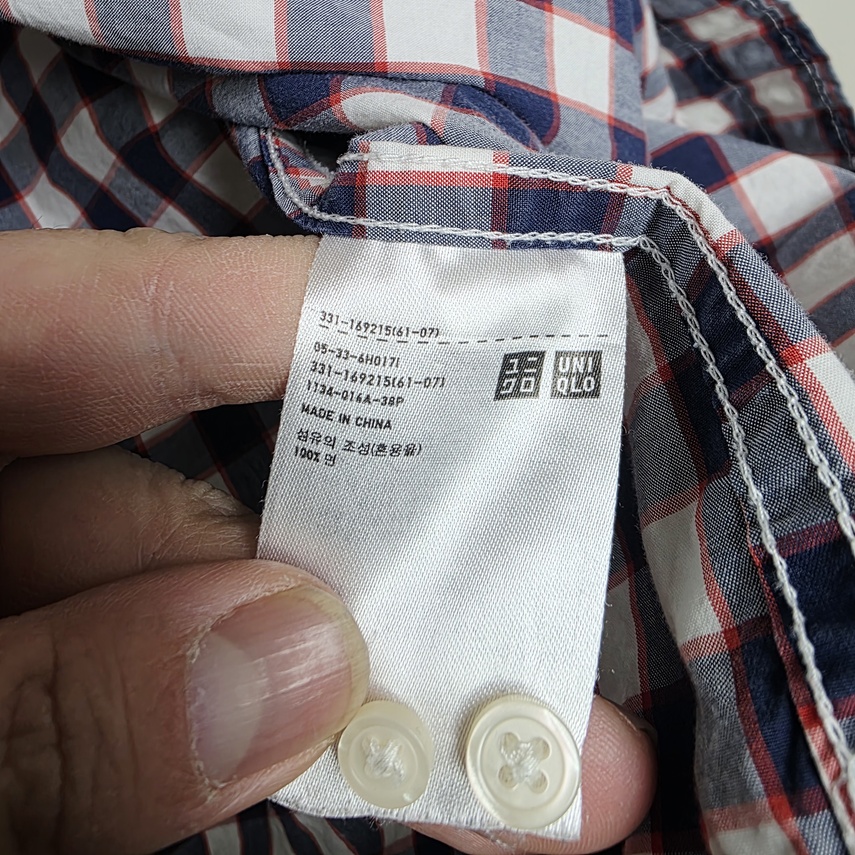 331-169215(61-07)
05-33-6H017I
331-169215(61-07)
1134-016A-38P
MADE IN CHINA
섬유의 조성(혼용율)
100% 면
ユニ
クロ
UNI
QLO